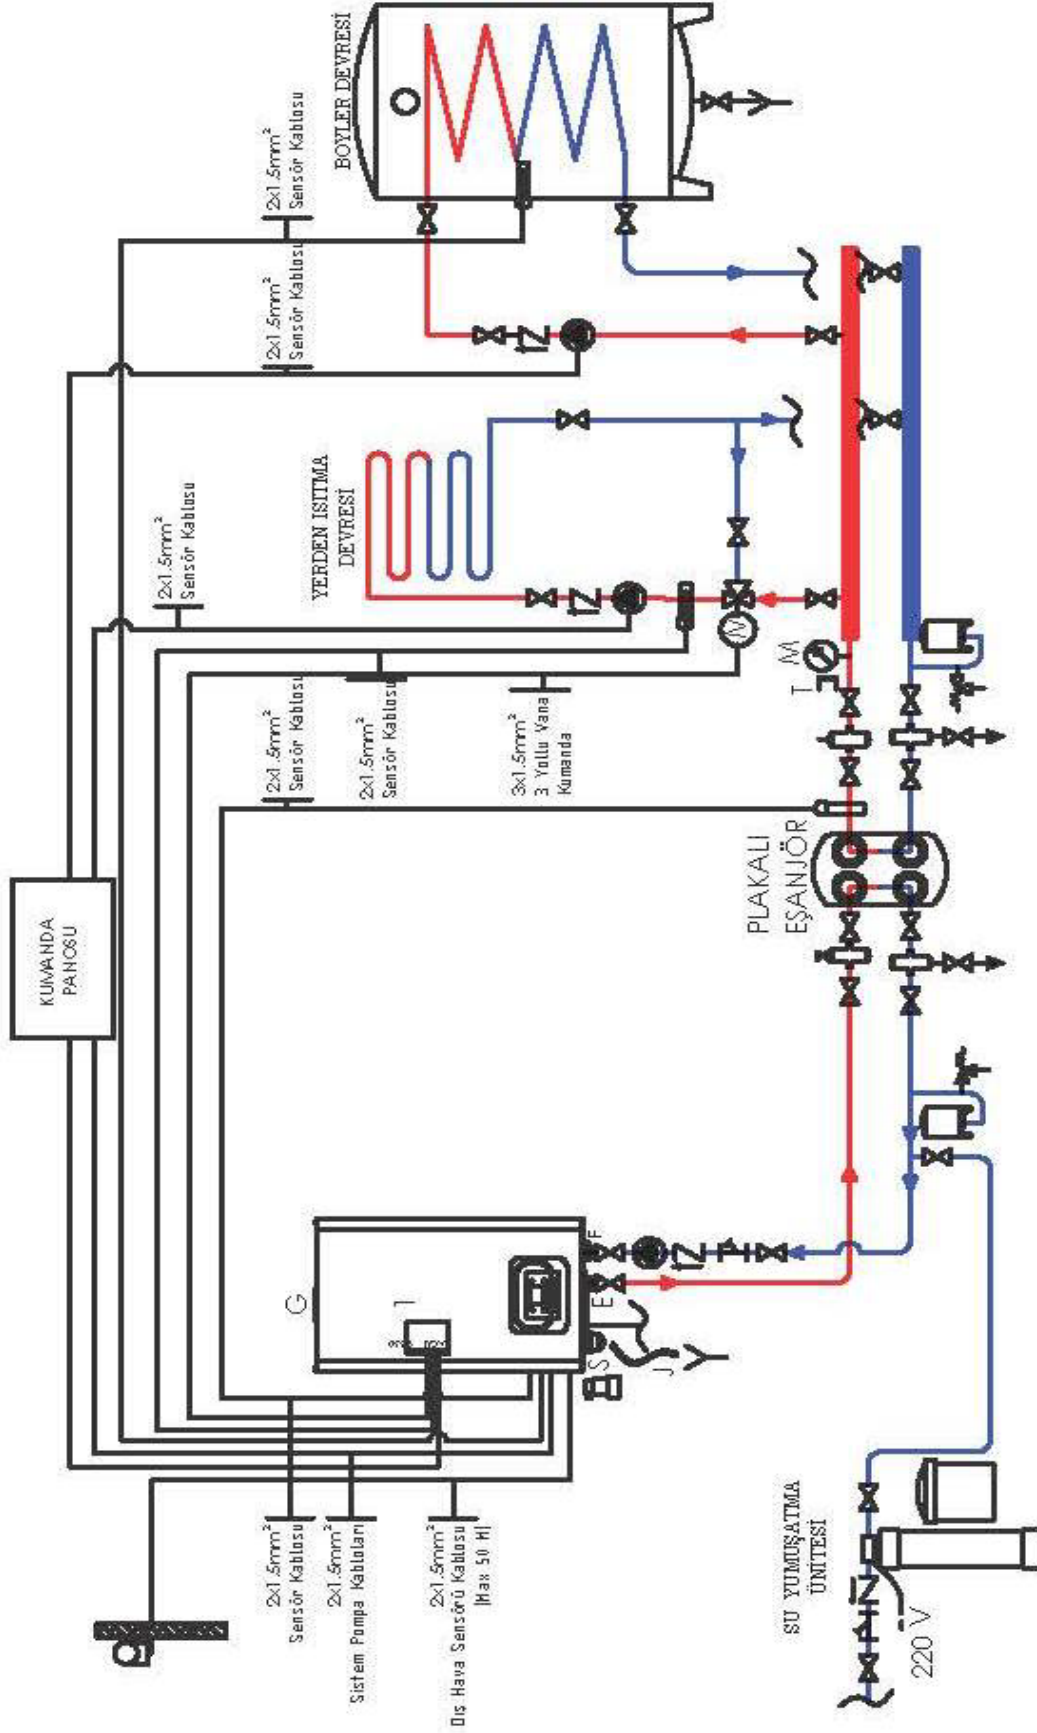 BOYLER DEVRESİ
2x1.5mm²
Sensör Kablosu
2x1.5mm²
Sensör Kablosu
2x1.5mm²
Sensör Kablosu
YERDEN ISITMA
DEVRESİ
2x1.5mm²
Sensör Kablosu
2x1.5mm²
Sensör Kablosu
3x1.5mm²
3 Yollu Vana
Kumanda
M
T
M
KUMANDA
PANOSU
PLAKALI
EŞANJÖR
G
1
E
F
S
J
2x1.5mm²
Sensör Kablosu
2x1.5mm²
Sistem Pompa Kabloları
2x1.5mm²
Dış Hava Sensörü Kablosu
(Max 50 M)
SU YUMUŞATMA
ÜNİTESİ
220 V